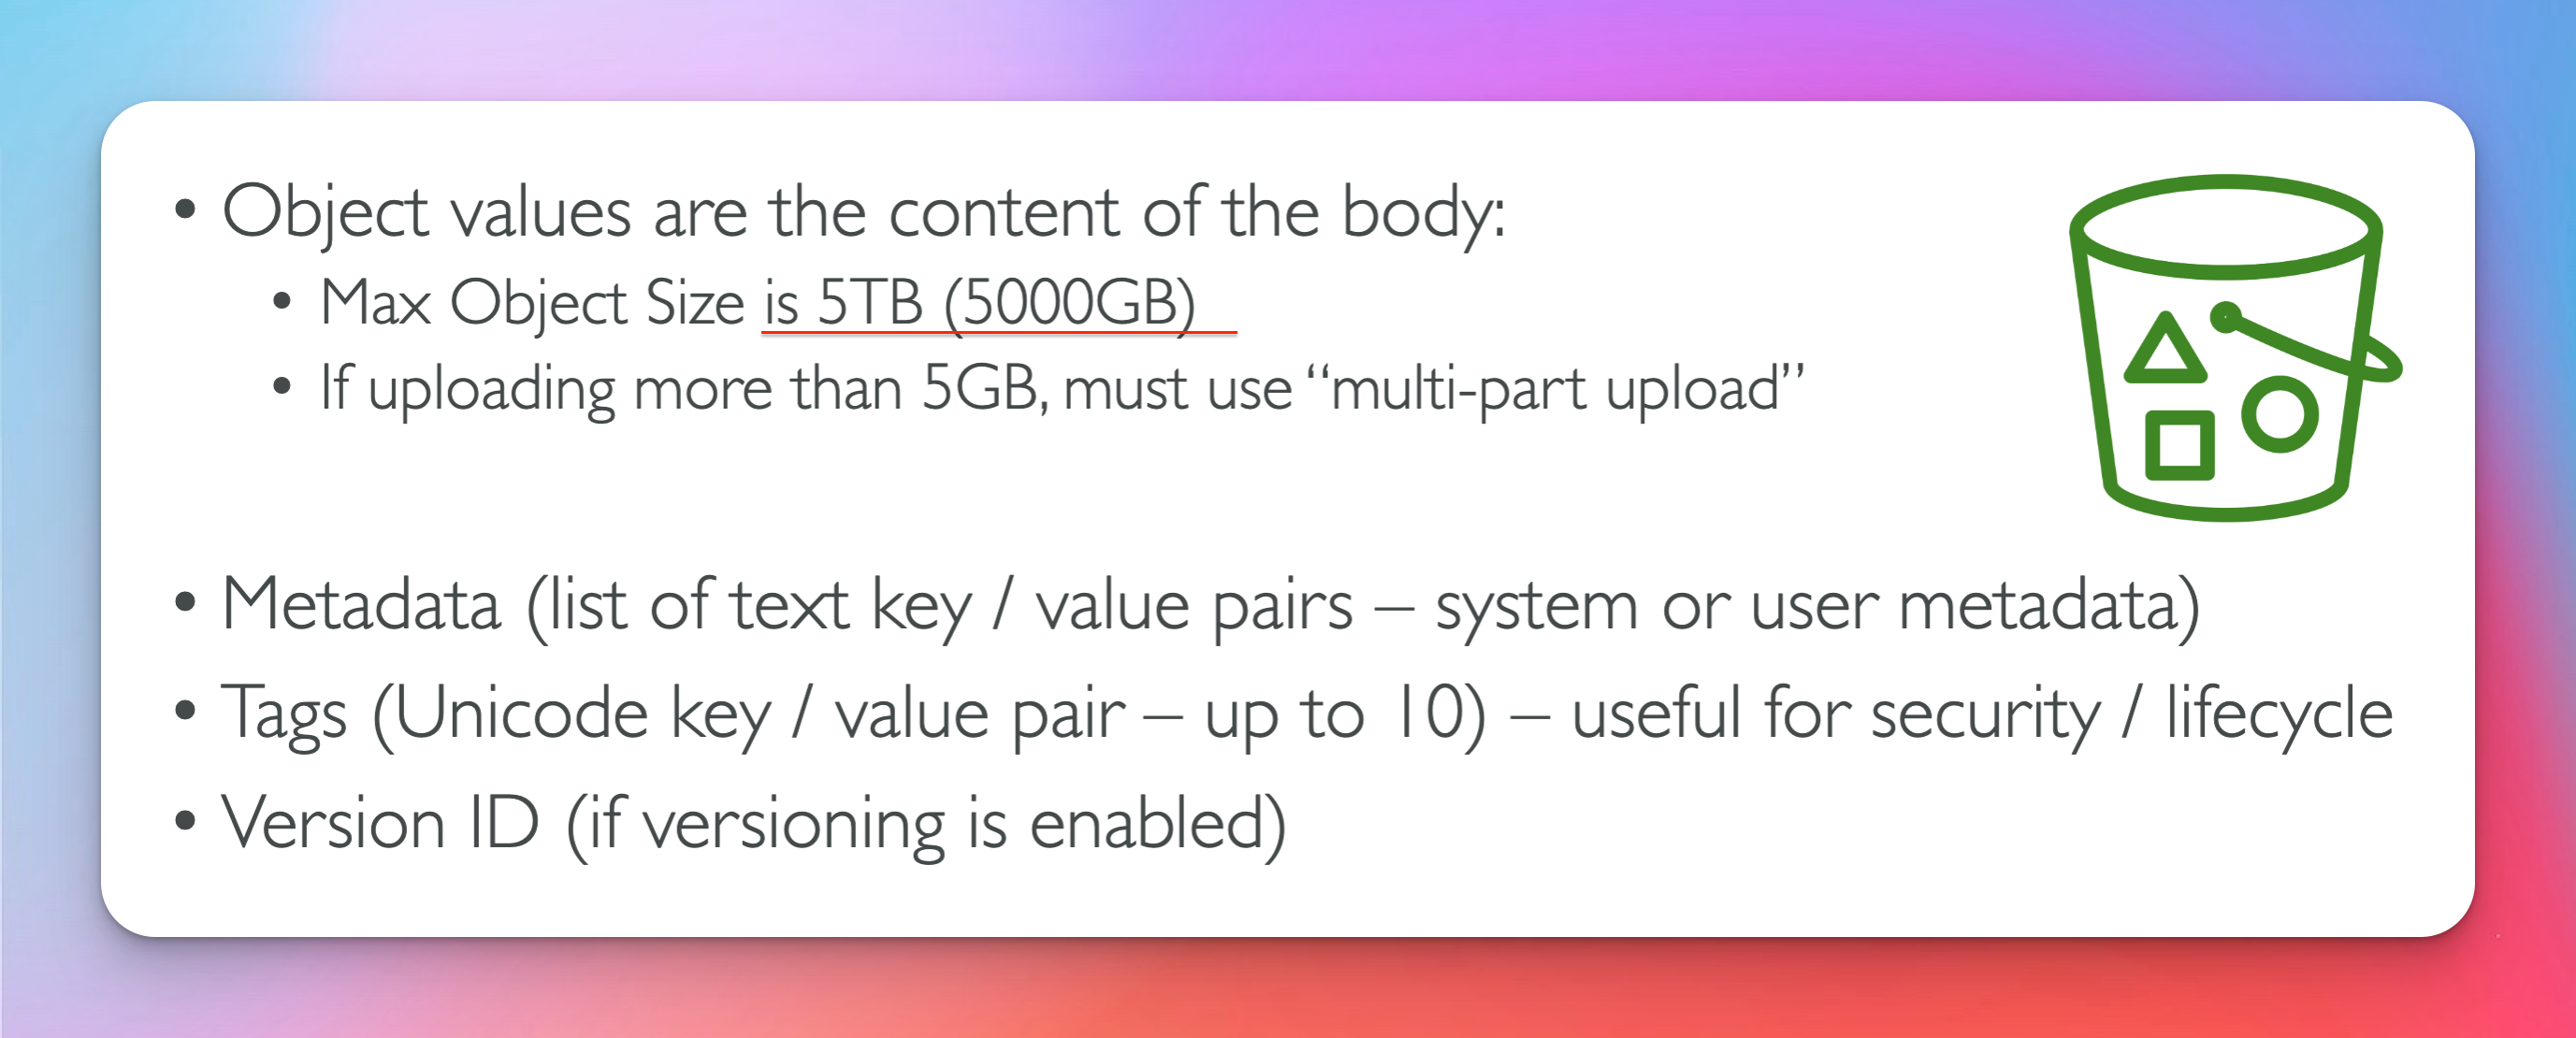 • Object values are the content of the body:
• Max Object Size is 5TB (5000GB)
• If uploading more than 5GB, must use “multi-part upload”
• Metadata (list of text key / value pairs – system or user metadata)
• Tags (Unicode key / value pair – up to 10) – useful for security / lifecycle
• Version ID (if versioning is enabled)